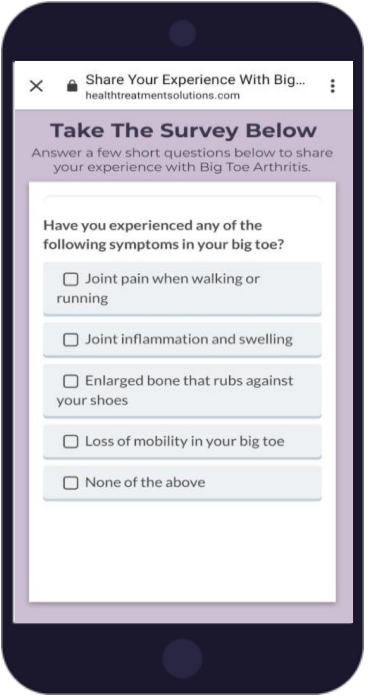 Share Your Experience With Big...
healthtreatmentsolutions.com
Take The Survey Below
Answer a few short questions below to share
your experience with Big Toe Arthritis.
Have you experienced any of the
following symptoms in your big toe?
Joint pain when walking or
running
Joint inflammation and swelling
Enlarged bone that rubs against
your shoes
Loss of mobility in your big toe
None of the above